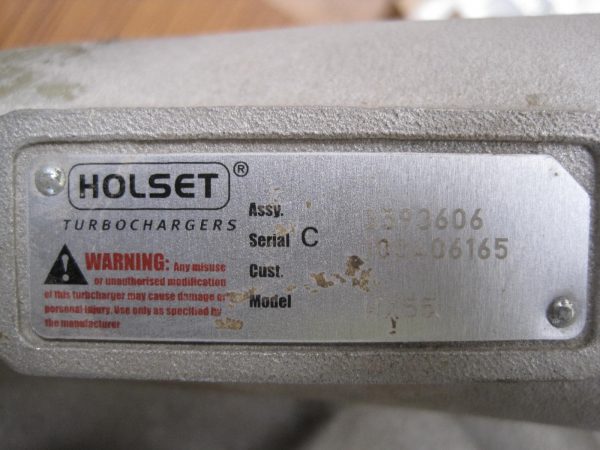 HOLSET®
TURBOCHARGERS
WARNING: Any misuse
or unauthorised modification
of this turbocharger may cause damage or
personal injury. Use only as specified by
the manufacturer
Assy.
Serial C
Cust.
Model